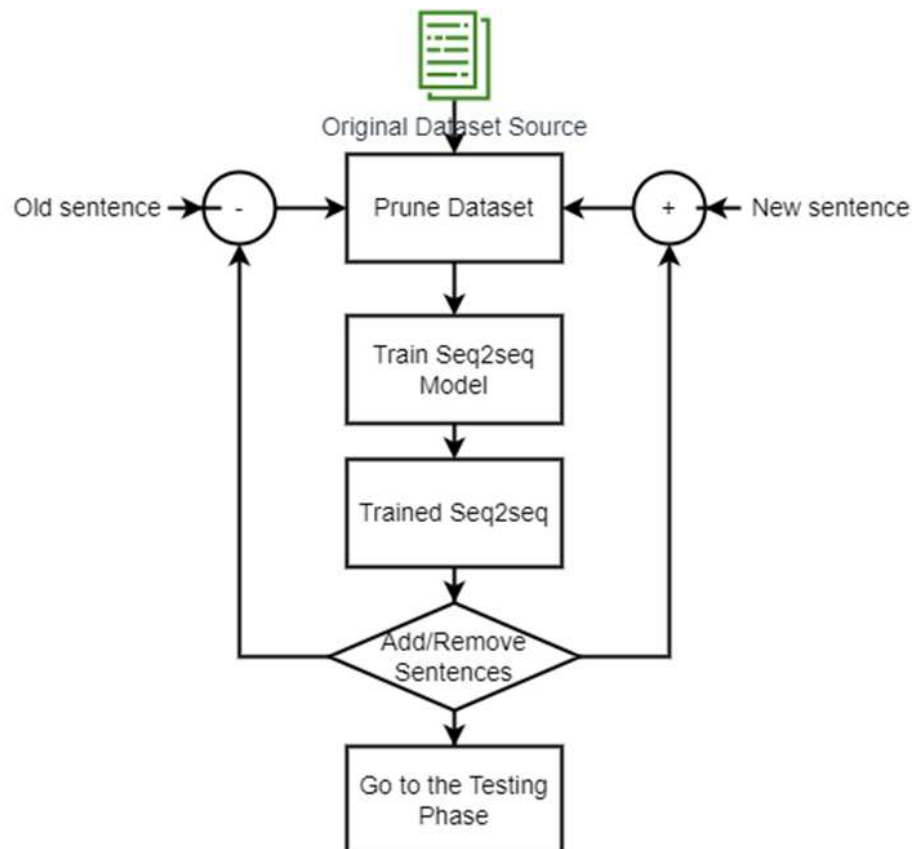 Original Dataset Source
Old sentence
-
Prune Dataset
+
New sentence
Train Seq2seq
Model
Trained Seq2seq
Add/Remove
Sentences
Go to the Testing
Phase